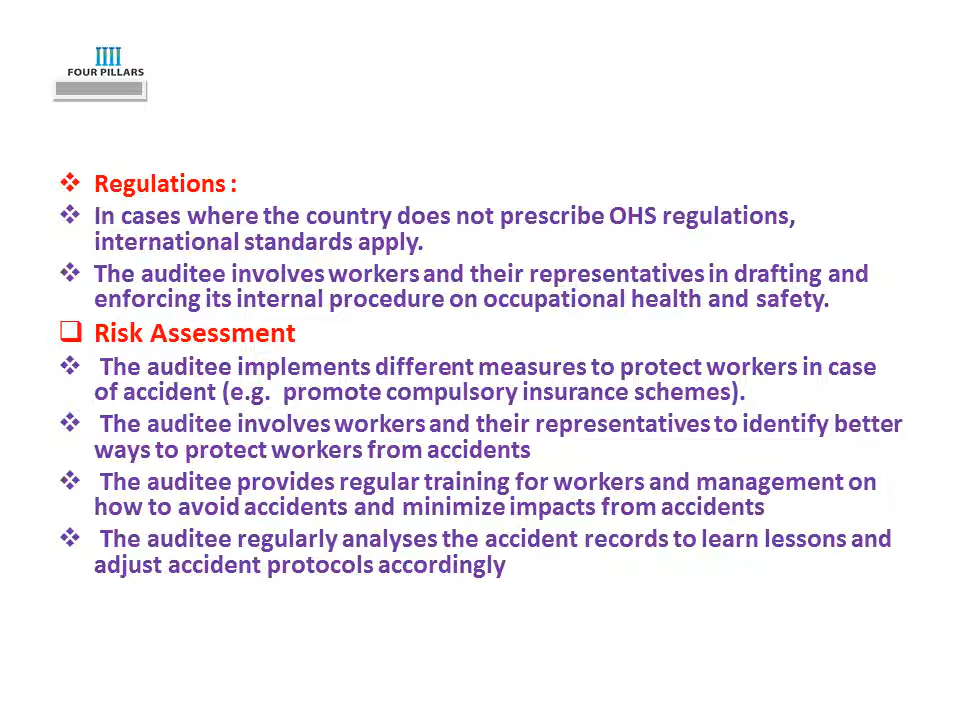 FOUR PILLARS
Regulations :
In cases where the country does not prescribe OHS regulations,
international standards apply.
The auditee involves workers and their representatives in drafting and
enforcing its internal procedure on occupational health and safety.
Risk Assessment
The auditee implements different measures to protect workers in case
of accident (e.g. promote compulsory insurance schemes).
The auditee involves workers and their representatives to identify better
ways to protect workers from accidents
The auditee provides regular training for workers and management on
how to avoid accidents and minimize impacts from accidents
The auditee regularly analyses the accident records to learn lessons and
adjust accident protocols accordingly